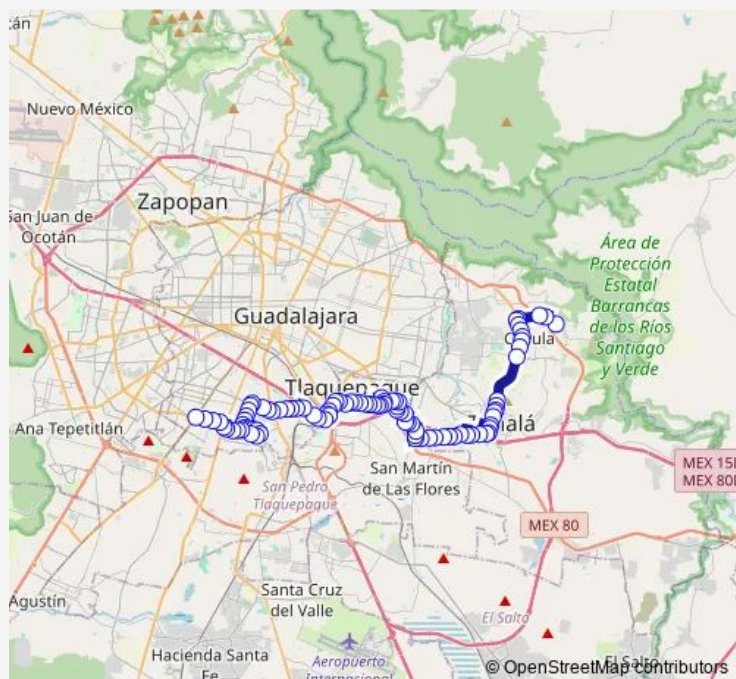 tán
Nuevo México
Zapopan
San Juan de
Ocotán
Área de
Protección
Estatal
Barrancas
de los Ríos
Santiago
y Verde
Guadalajara
Tlaquepaque
Ana Tepetitlán
San Martín
de Las Flores
MEX 15D
MEX 80D
San Pedro
Tlaquepaque
MEX 80
Agustín
Santa Cruz
del Valle
El Salto
Hacienda Santa
Fe
Aeropuerto
Internacional
El Salto
© OpenStreetMap contributors